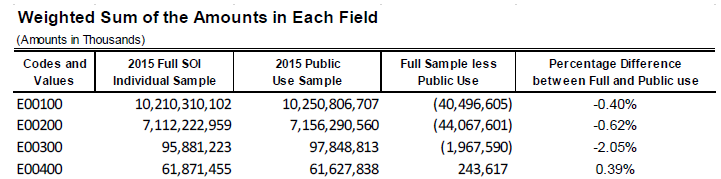 Weighted Sum of the Amounts in Each Field
(Amounts in Thousands)
Codes and Values 2015 Full SOI Individual Sample 2015 Public Use Sample Full Sample less Public Use Percentage Difference between Full and Public use
E00100 10,210,310,102 10,250,806,707 (40,496,605) -0.40%
E00200 7,112,222,959 7,156,290,560 (44,067,601) -0.62%
E00300 95,881,223 97,848,813 (1,967,590) -2.05%
E00400 61,871,455 61,627,838 243,617 0.39%